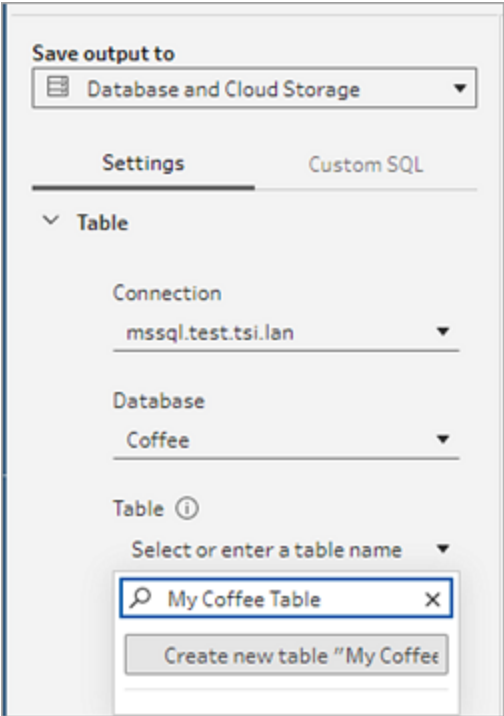 Save output to
Database and Cloud Storage
Settings
Custom SQL
Table
Connection
mssql.test.tsi.lan
Database
Coffee
Table
Select or enter a table name
My Coffee Table
Create new table "My Coffee